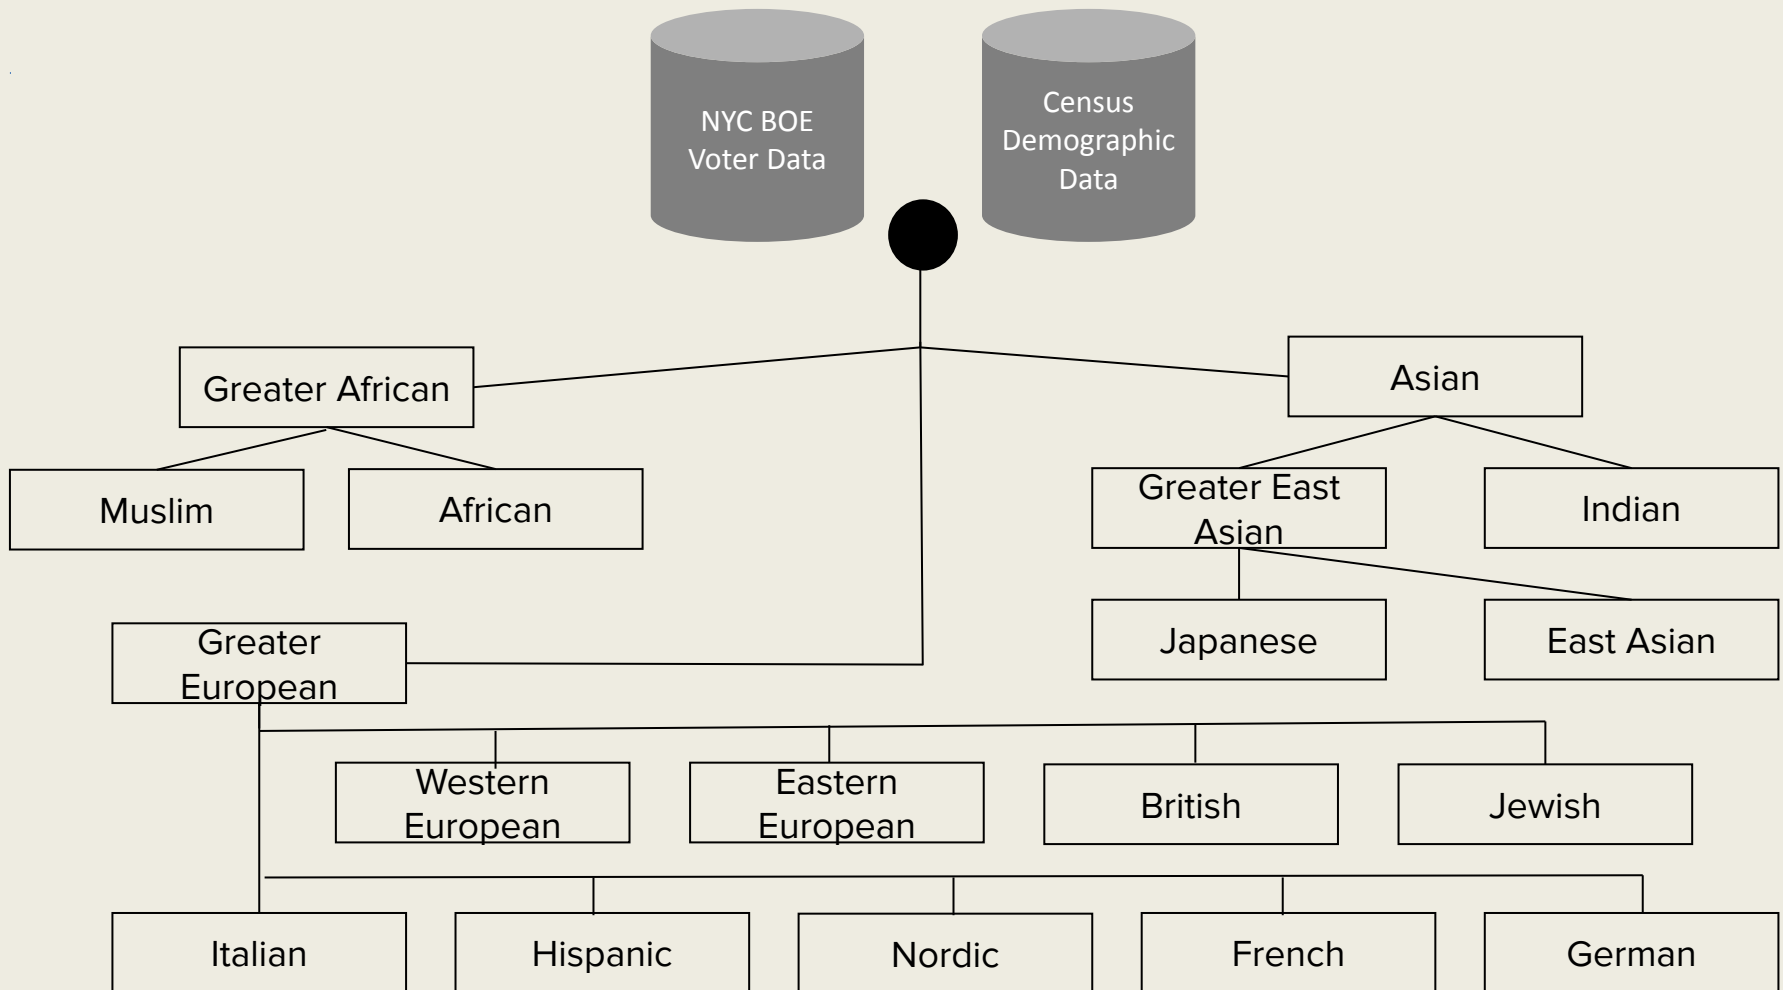 NYC BOE
Voter Data
Census
Demographic
Data
Greater African
Asian
Muslim
African
Greater East
Asian
Indian
Japanese
East Asian
Greater
European
Western
European
Eastern
European
British
Jewish
Italian
Hispanic
Nordic
French
German